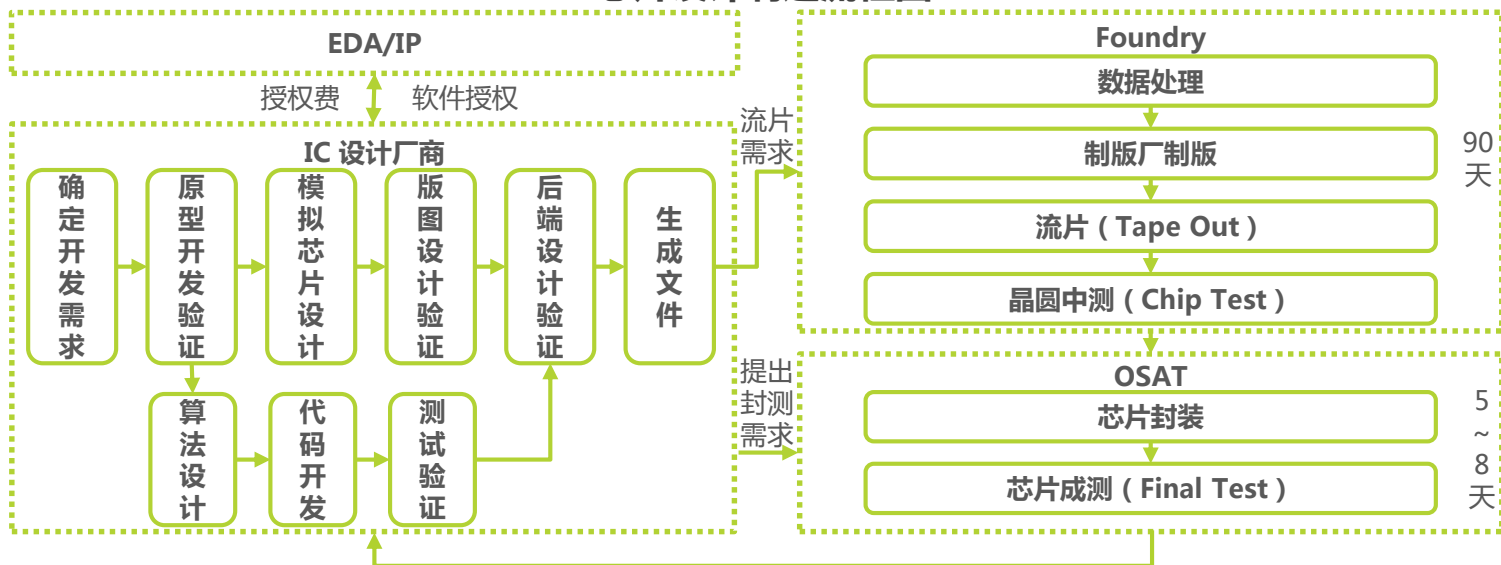 EDA/IP
授权费 软件授权
IC 设计厂商
确定开发需求
原型开发验证
模拟芯片设计
版图设计验证
后端设计验证
生成文件
算法设计
代码开发
测试验证
流片
需求
提出
封测
需求
Foundry
数据处理
制版厂制版
流片（Tape Out）
晶圆中测（Chip Test）
90
天
OSAT
芯片封装
芯片成测（Final Test）
5
~
8
天